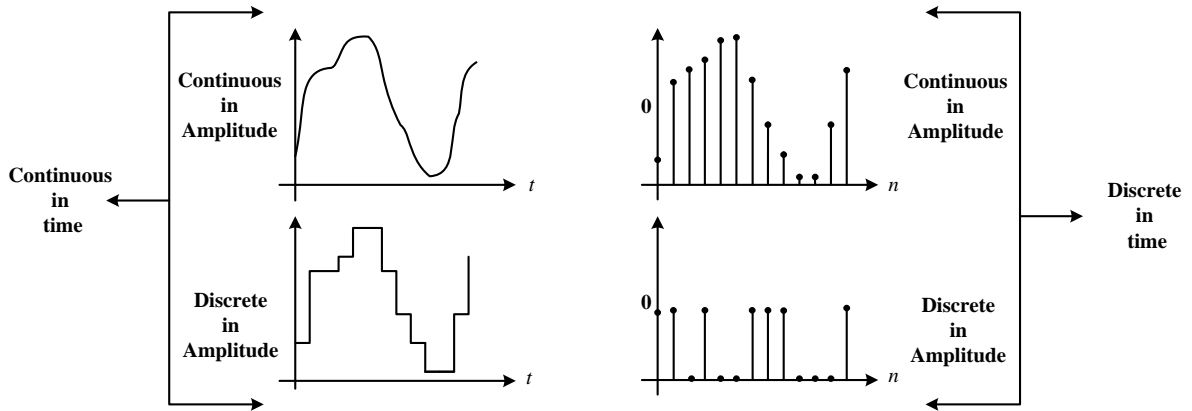 Continuous
in
Amplitude
t
0
n
Continuous
in
Amplitude
Continuous
in
time
Discrete
in
time
Discrete
in
Amplitude
t
0
n
Discrete
in
Amplitude